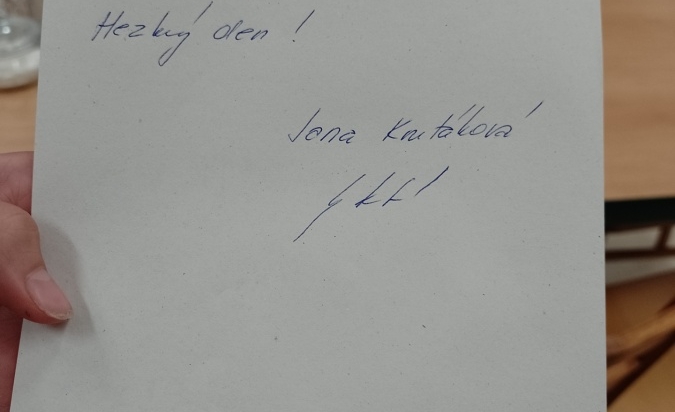 Hezký den!
Jana Krutáková